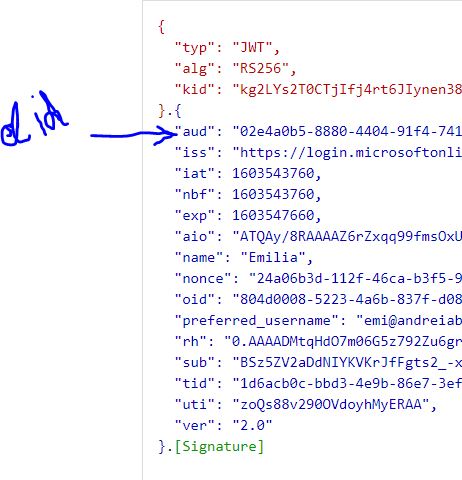 {
"typ": "JWT",
"alg": "RS256",
"kid": "kg2LYs2T0CTjIfj4rt6JIynen38
}.{
cid
"aud": "02e4a0b5-8880-4404-91f4-741
"iss": "https://login.microsoftonli
"iat": 1603543760,
"nbf": 1603543760,
"exp": 1603547660,
"aio": "ATQAy/8RAAAAZ6rZxqq99fmsOxU
"name": "Emilia",
"nonce": "24a06b3d-112f-46ca-b3f5-9
"oid": "804d0008-5223-4a6b-837f-d08
"preferred_username": "emi@andreiab
"rh": "0.AAAADMtqHdO7m06G5z792Zu6gr
"sub": "BSz5ZV2aDdNIYKVKrJfFgts2_-x
"tid": "1d6acb0c-bbd3-4e9b-86e7-3ef
"uti": "zoQs88v290OVdoyhMyERAA",
"ver": "2.0"
}.[Signature]